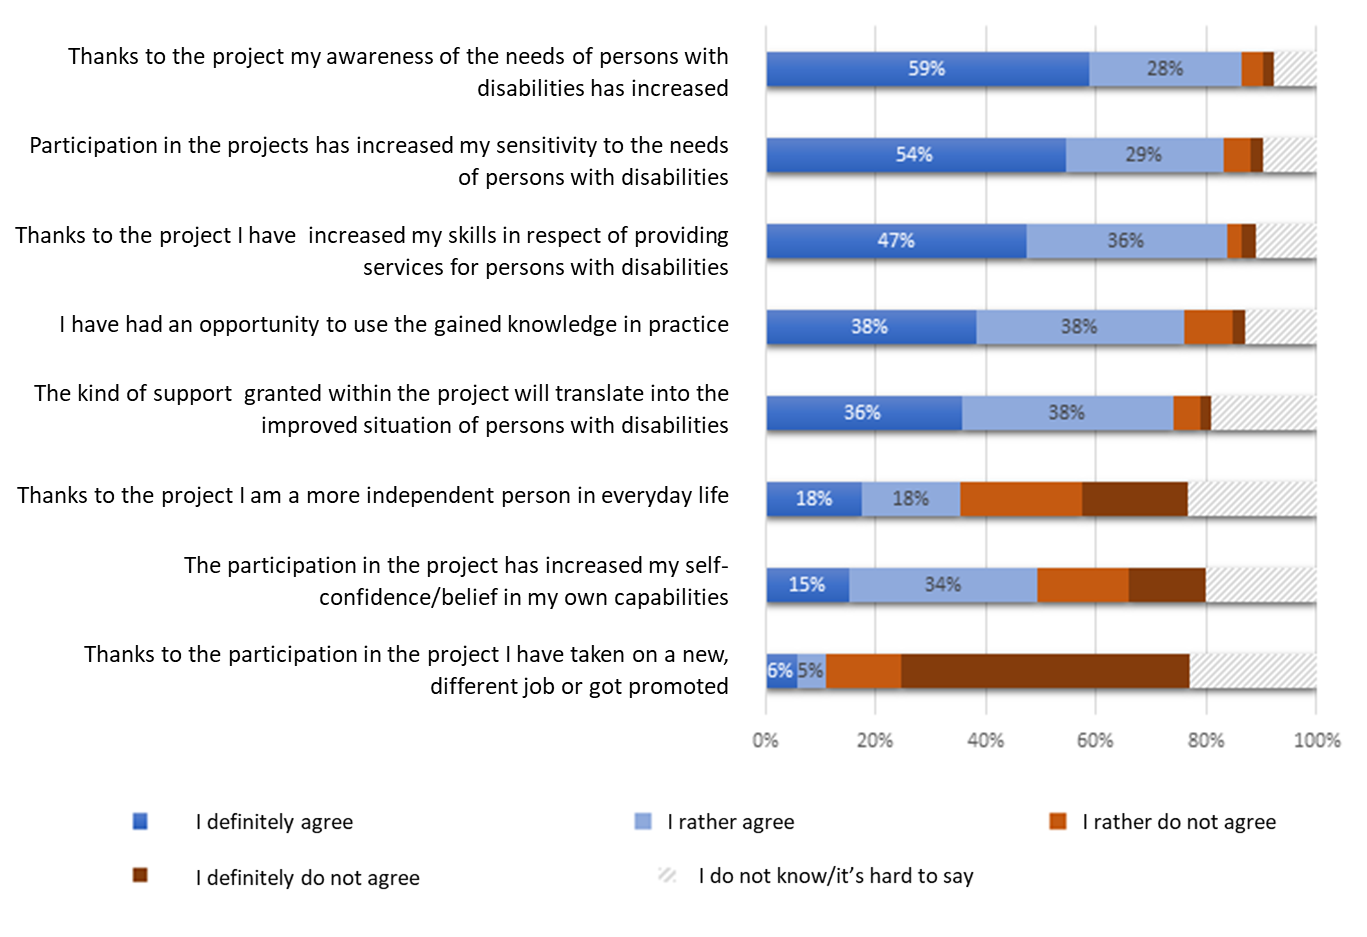 Thanks to the project my awareness of the needs of persons with
disabilities has increased
59% 28%
Participation in the projects has increased my sensitivity to the needs
of persons with disabilities
54% 29%
Thanks to the project I have  increased my skills in respect of providing
services for persons with disabilities
47% 36%
I have had an opportunity to use the gained knowledge in practice
38% 38%
The kind of support  granted within the project will translate into the
improved situation of persons with disabilities
36% 38%
Thanks to the project I am a more independent person in everyday life
18% 18%
The participation in the project has increased my self-
confidence/belief in my own capabilities
15% 34%
Thanks to the participation in the project I have taken on a new,
different job or got promoted
6% 5%
0% 20% 40% 60% 80% 100%
I definitely agree
I rather agree
I rather do not agree
I definitely do not agree
I do not know/it’s hard to say